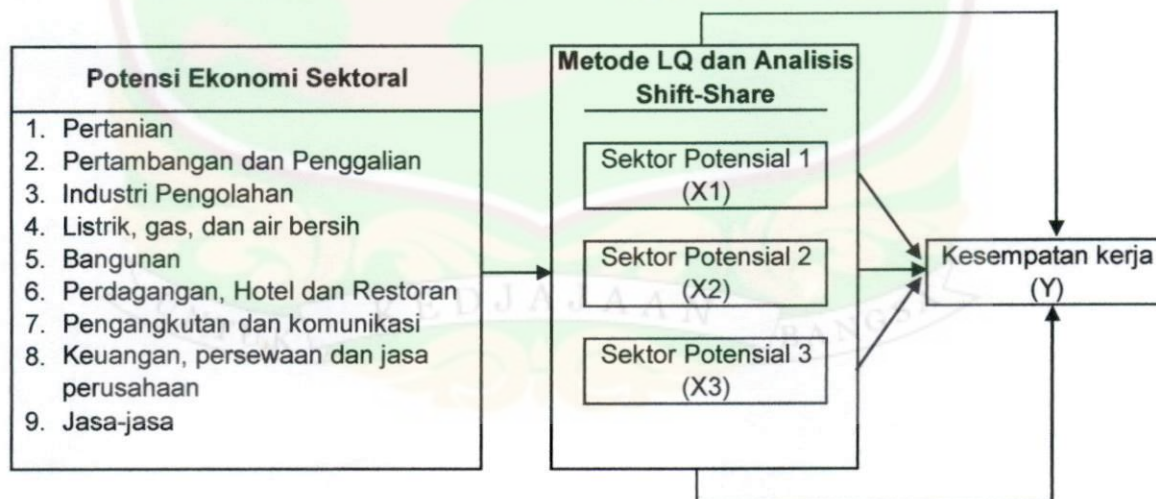 Potensi Ekonomi Sektoral
1. Pertanian
2. Pertambangan dan Penggalian
3. Industri Pengolahan
4. Listrik, gas, dan air bersih
5. Bangunan
6. Perdagangan, Hotel dan Restoran
7. Pengangkutan dan komunikasi
8. Keuangan, persewaan dan jasa
perusahaan
9. Jasa-jasa
Metode LQ dan Analisis
Shift-Share
Sektor Potensial 1
(X1)
Sektor Potensial 2
(X2)
Sektor Potensial 3
(X3)
Kesempatan kerja
(Y)
UNTUK KEDJAJAAN BANGSA